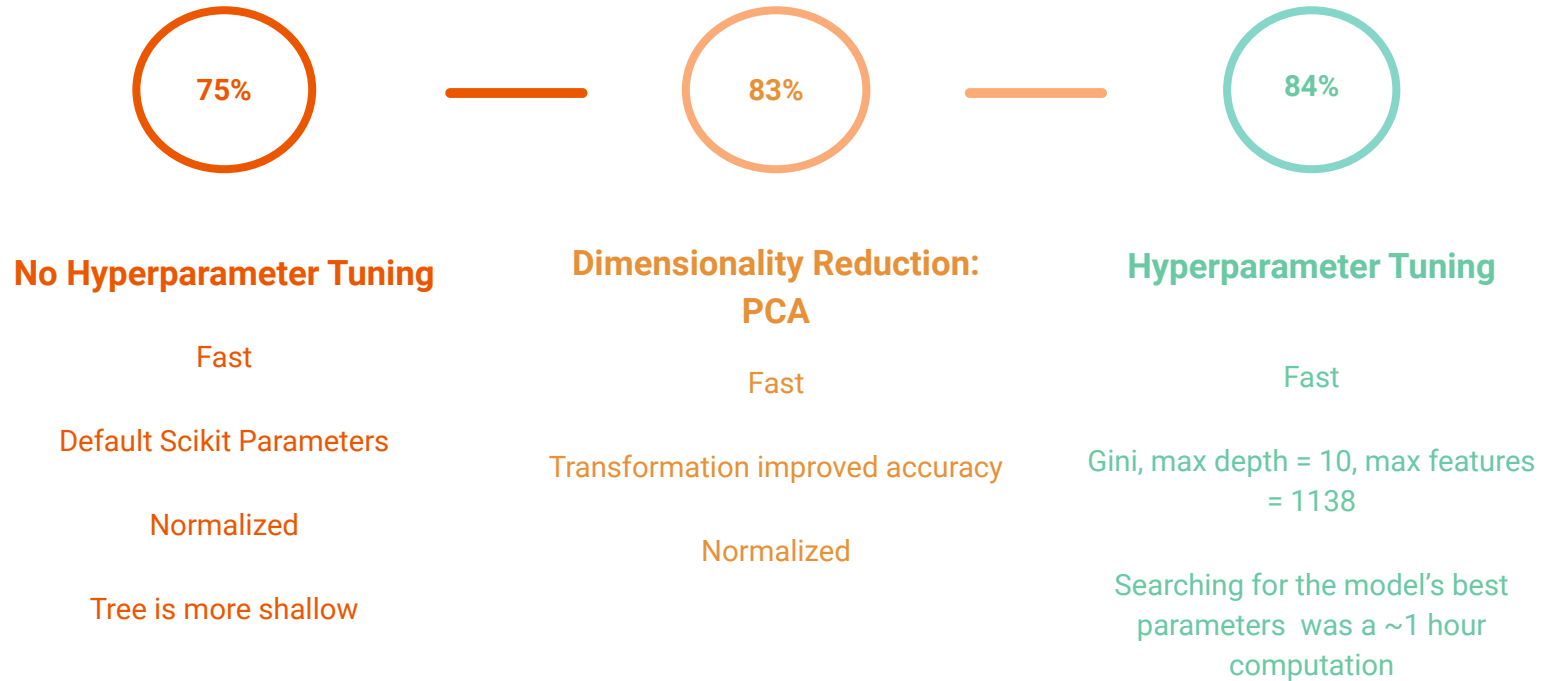 75%
83%
84%
No Hyperparameter Tuning
Fast
Default Scikit Parameters
Normalized
Tree is more shallow
Dimensionality Reduction:
PCA
Fast
Transformation improved accuracy
Normalized
Hyperparameter Tuning
Fast
Gini, max depth = 10, max features
= 1138
Searching for the model’s best
parameters  was a ~1 hour
computation